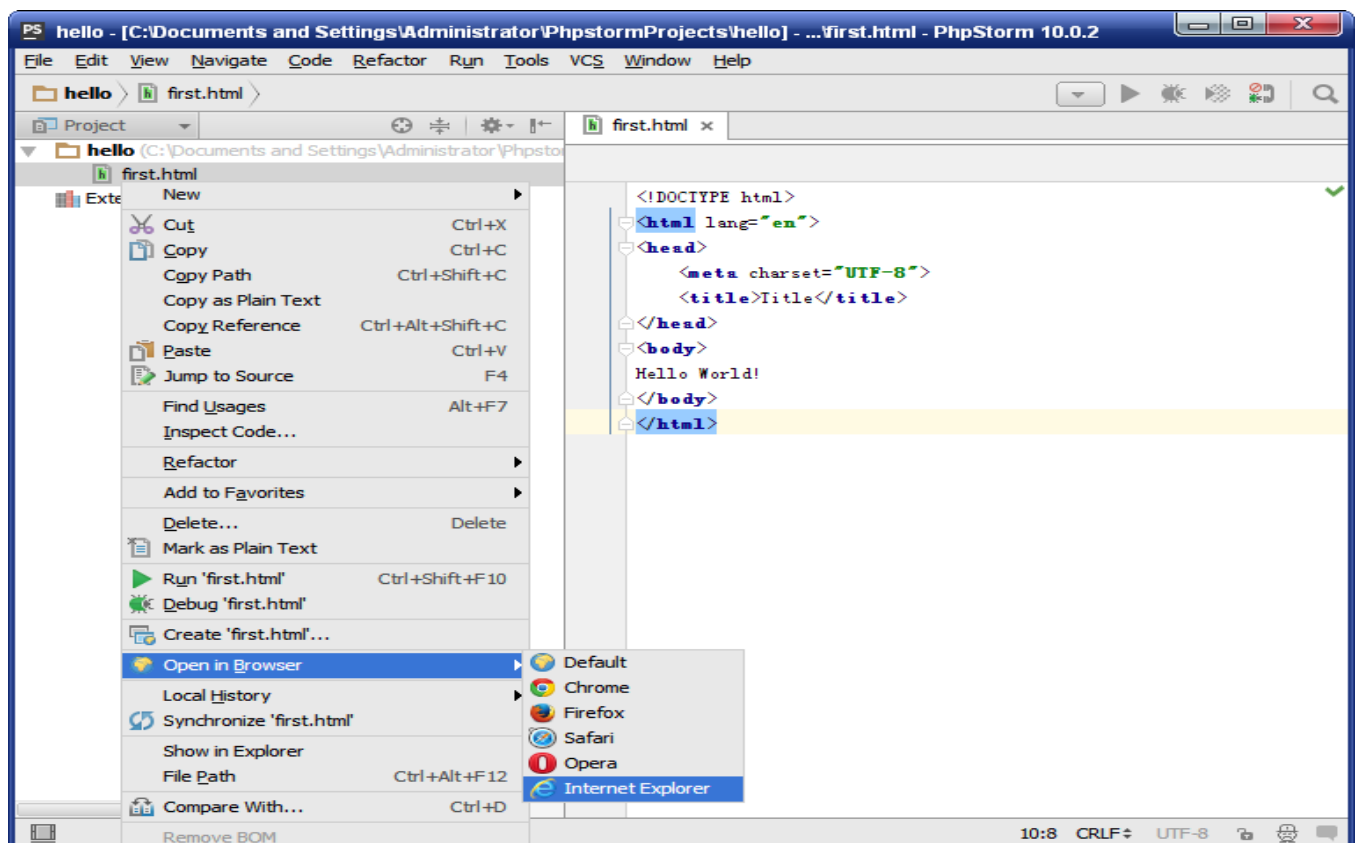 PS hello - [C:\Documents and Settings\Administrator\PhpstormProjects\hello] - ...\first.html - PhpStorm 10.0.2
File Edit View Navigate Code Refactor Run Tools VCS Window Help
hello first.html
Project
first.html
hello (C:\Documents and Settings\Administrator\Phpsto
first.html
Exte
New
Cut Ctrl+X
Copy Ctrl+C
Copy Path Ctrl+Shift+C
Copy as Plain Text
Copy Reference Ctrl+Alt+Shift+C
Paste Ctrl+V
Jump to Source F4
Find Usages Alt+F7
Inspect Code...
Refactor
Add to Favorites
Delete... Delete
Mark as Plain Text
Run 'first.html' Ctrl+Shift+F10
Debug 'first.html'
Create 'first.html'...
Open in Browser
Local History
Synchronize 'first.html'
Show in Explorer
File Path Ctrl+Alt+F12
Compare With... Ctrl+D
Remove BOM
Default
Chrome
Firefox
Safari
Opera
Internet Explorer
<!DOCTYPE html>
<html lang="en">
<head>
<meta charset="UTF-8">
<title>Title</title>
</head>
<body>
Hello World!
</body>
</html>
10:8 CRLF UTF-8